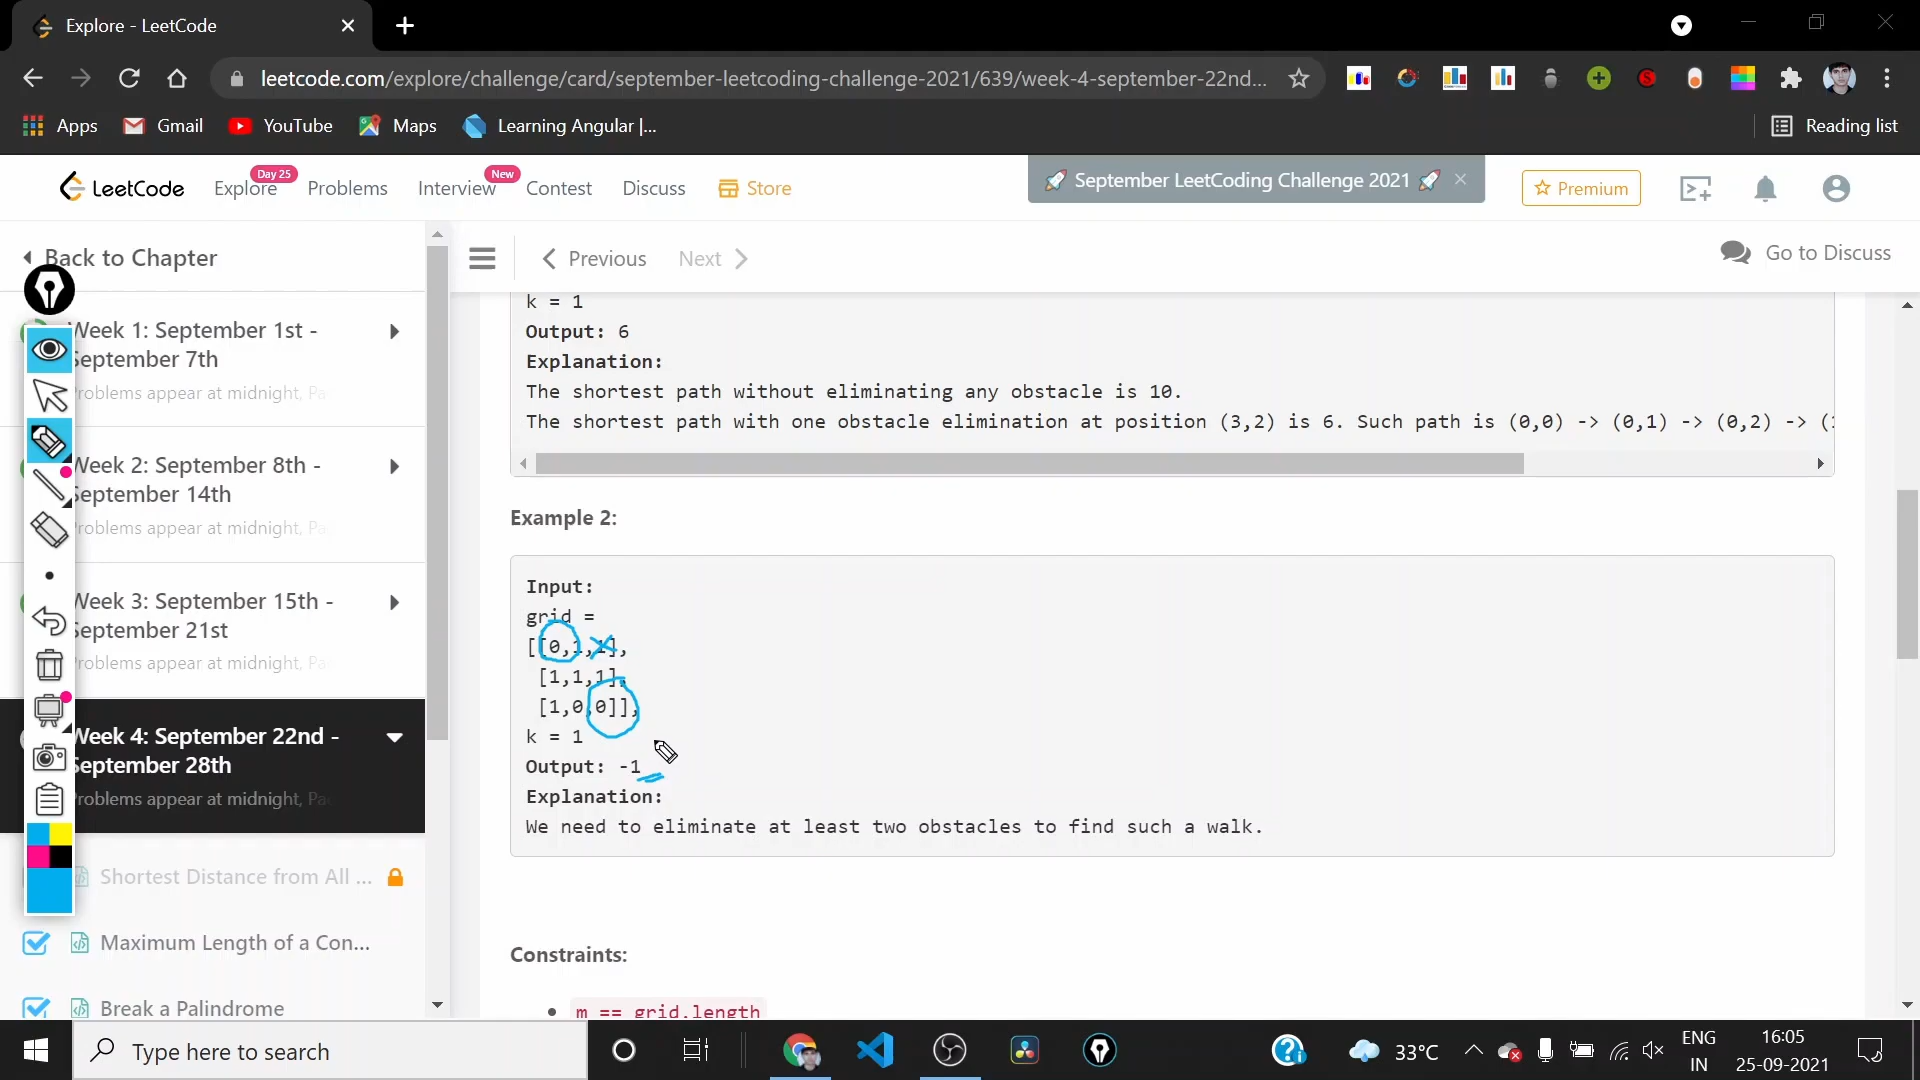 Explore - LeetCode
leetcode.com/explore/challenge/card/september-leetcoding-challenge-2021/639/week-4-september-22nd...
Apps Gmail YouTube Maps Learning Angular |... Reading list
LeetCode Explore Day 25 Problems Interview New Contest Discuss Store September LeetCoding Challenge 2021 Premium
Back to Chapter
Previous Next Go to Discuss
Week 1: September 1st -
September 7th
Problems appear at midnight, Pa
Week 2: September 8th -
September 14th
Problems appear at midnight, Pa
Week 3: September 15th -
September 21st
Problems appear at midnight, Pa
Week 4: September 22nd -
September 28th
Problems appear at midnight, Pa
Shortest Distance from All ...
Maximum Length of a Con...
Break a Palindrome
k = 1
Output: 6
Explanation:
The shortest path without eliminating any obstacle is 10.
The shortest path with one obstacle elimination at position (3,2) is 6. Such path is (0,0) -> (0,1) -> (0,2) -> (1
Example 2:
Input:
grid =
[[0,1,1],
[1,1,1],
[1,0,0]],
k = 1
Output: -1
Explanation:
We need to eliminate at least two obstacles to find such a walk.
Constraints:
m == grid.length
Type here to search
33°C
ENG
IN
16:05
25-09-2021